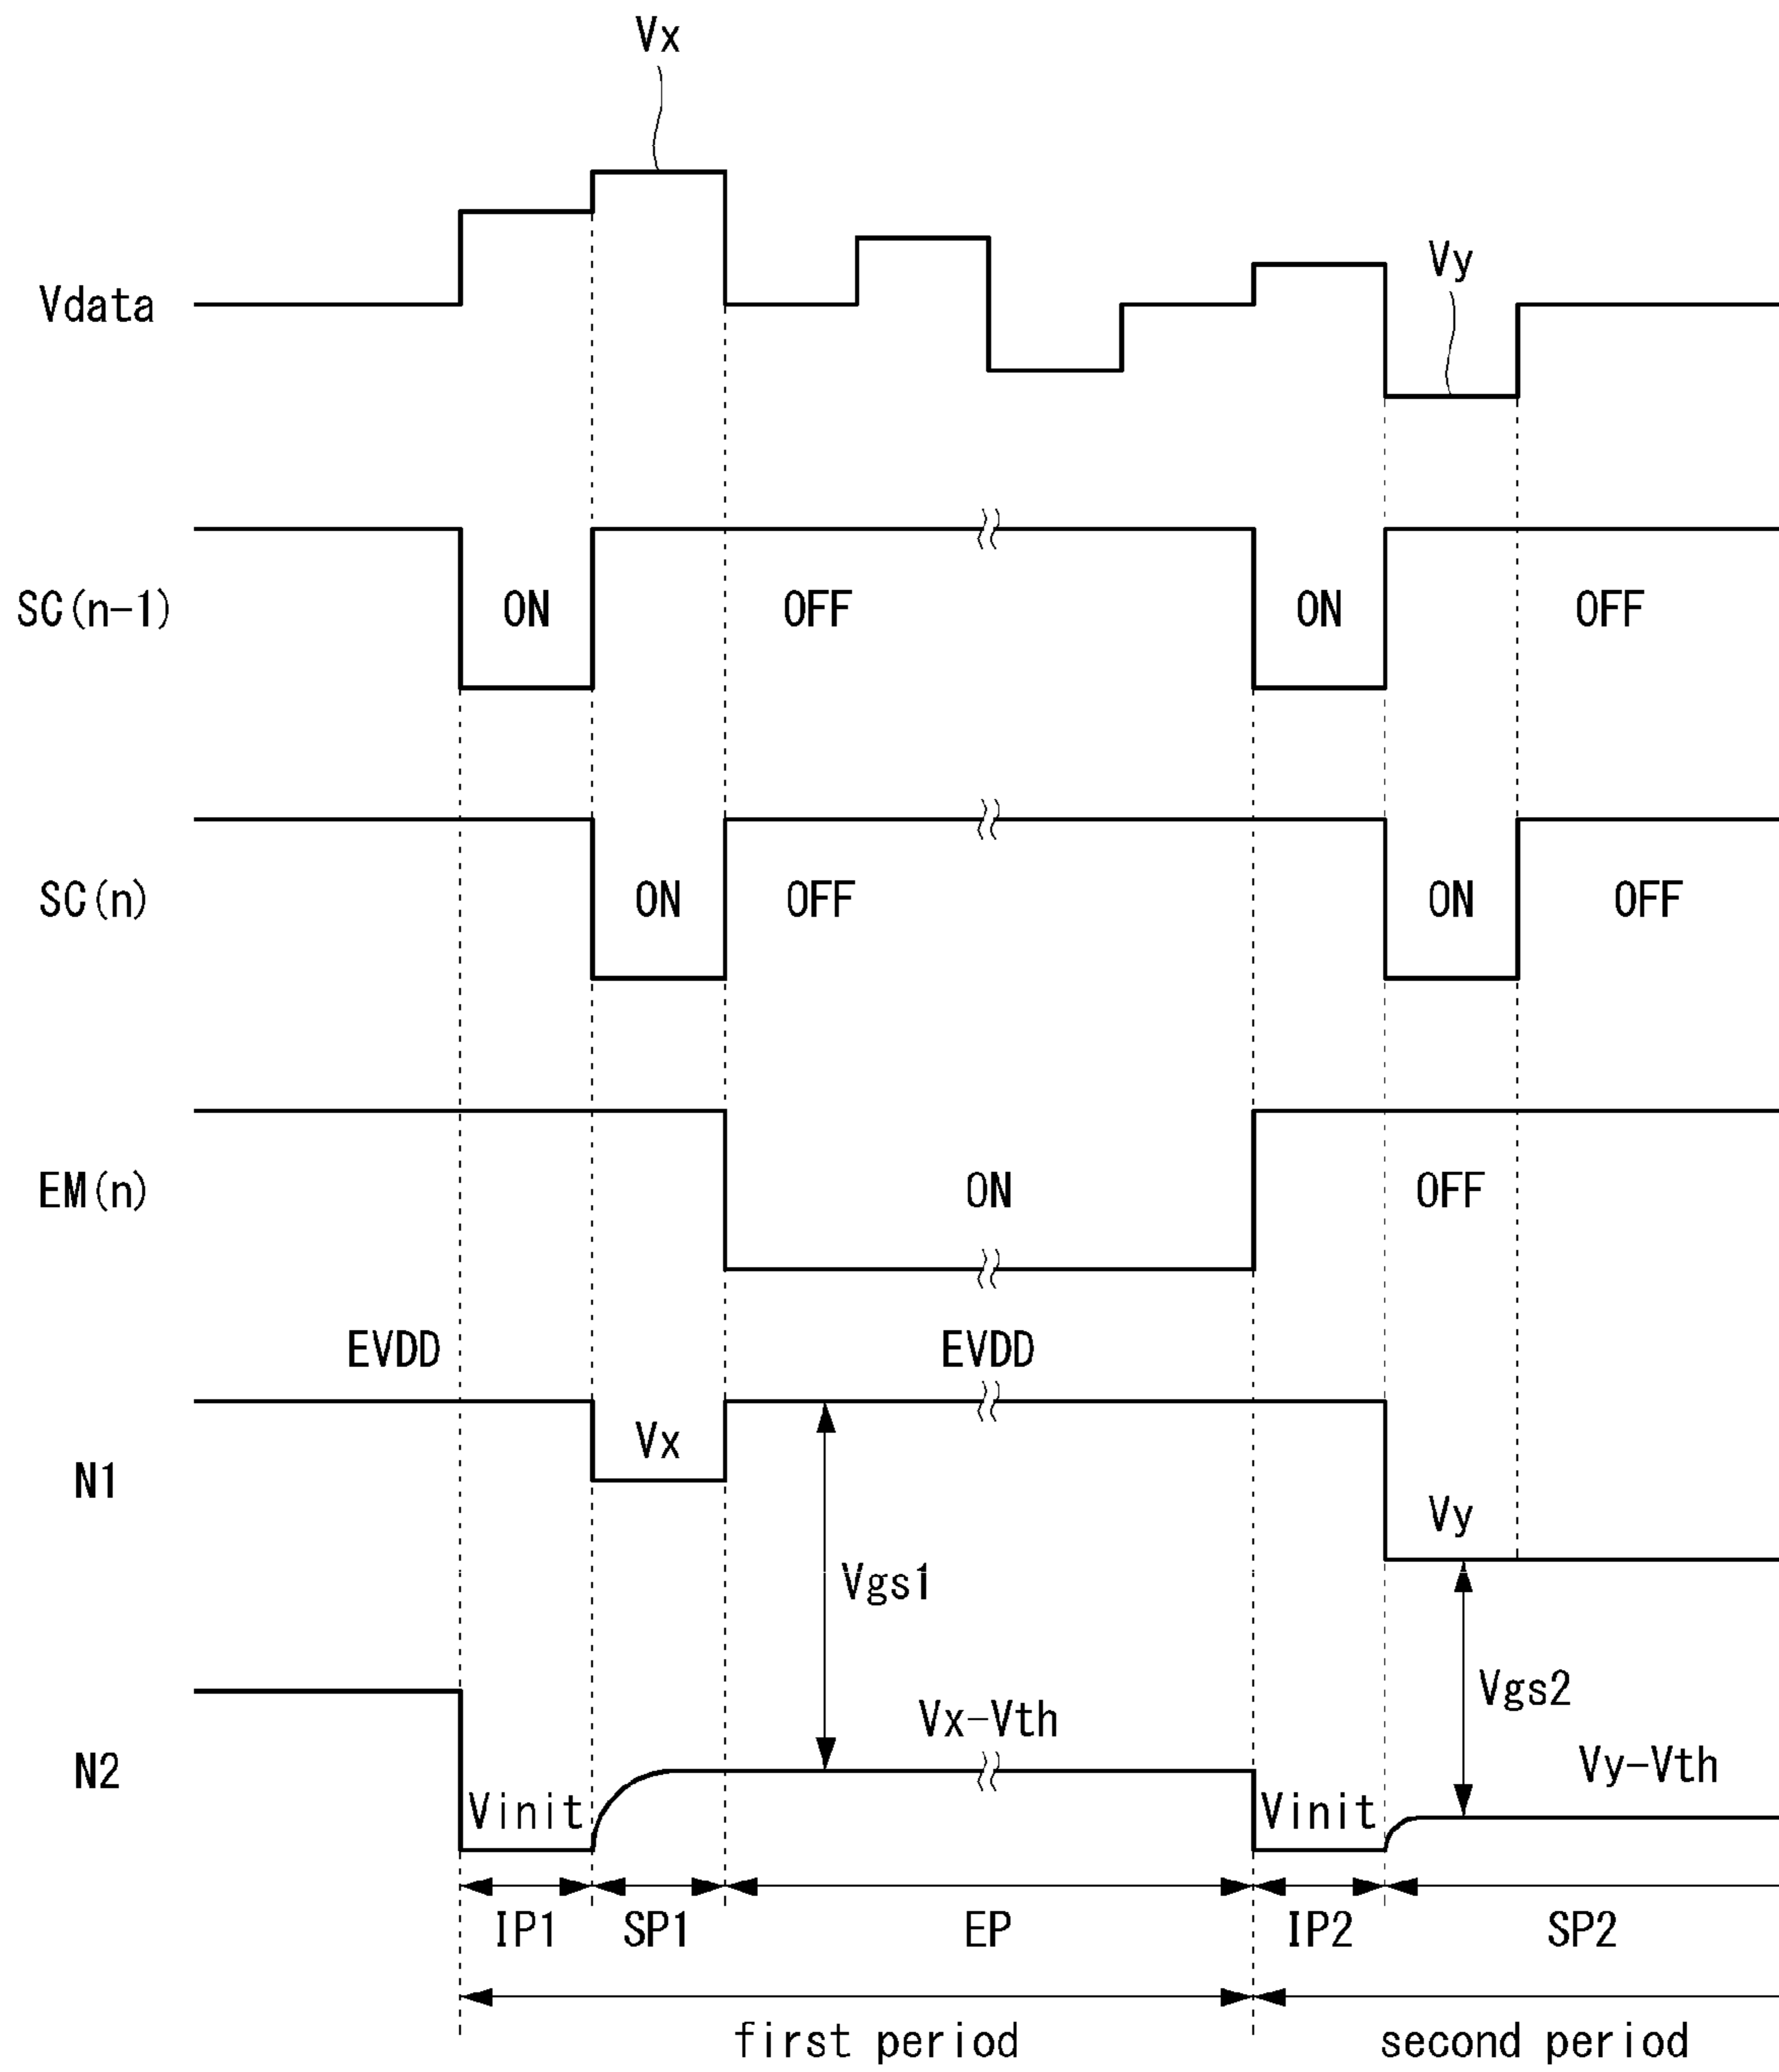 Vx
Vy
Vdata
SC(n-1)
ON
OFF
ON
OFF
SC(n)
ON
OFF
ON
OFF
EM(n)
ON
OFF
EVDD
EVDD
Vx
N1
Vy
Vgs1
Vgs2
Vx-Vth
Vy-Vth
N2
Vinit
Vinit
IP1
SP1
EP
IP2
SP2
first period
second period